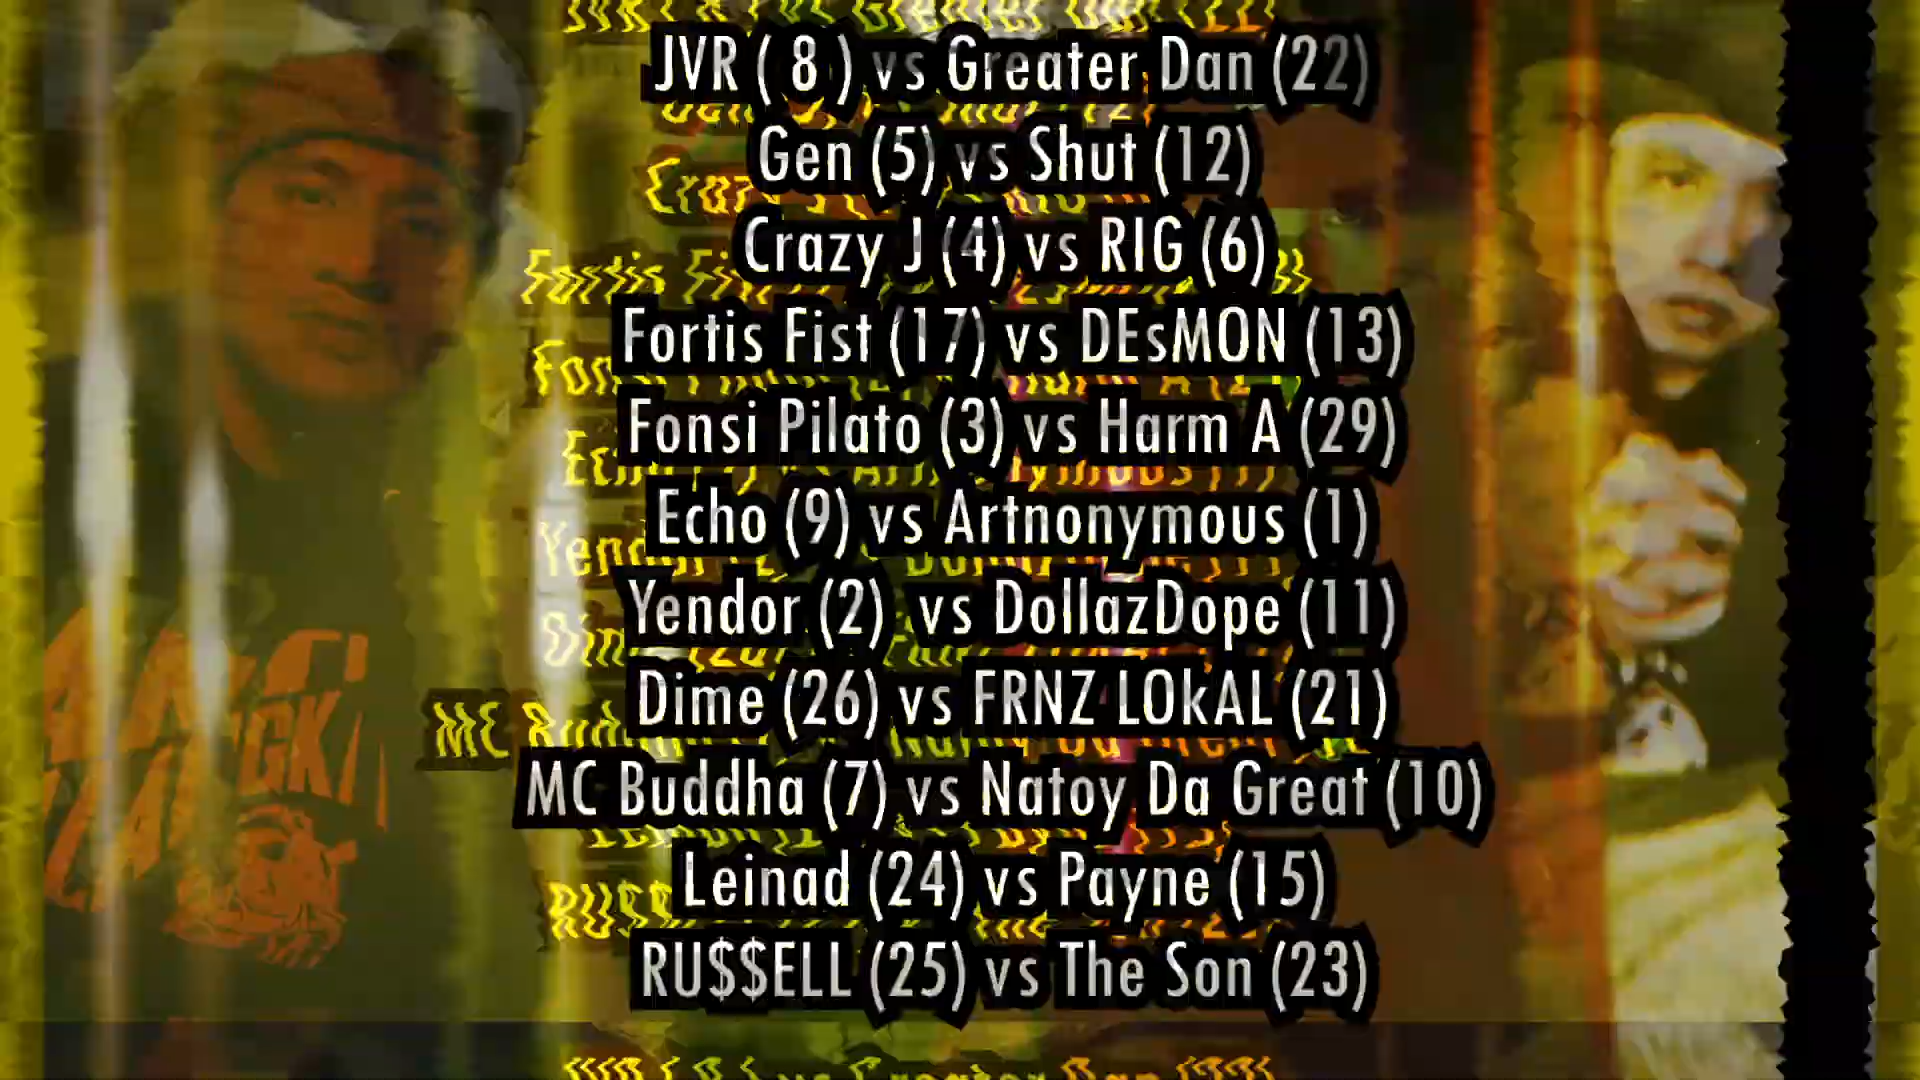 JVR ( 8 ) vs Greater Dan (22)
Gen (5) vs Shut (12)
Crazy J (4) vs RIG (6)
Fortis Fist (17) vs DEsMON (13)
Fonsi Pilato (3) vs Harm A (29)
Echo (9) vs Artnonymous (1)
Yendor (2) vs DollazDope (11)
Dime (26) vs FRNZ LOkAL (21)
MC Buddha (7) vs Natoy Da Great (10)
Leinad (24) vs Payne (15)
RU$$ELL (25) vs The Son (23)